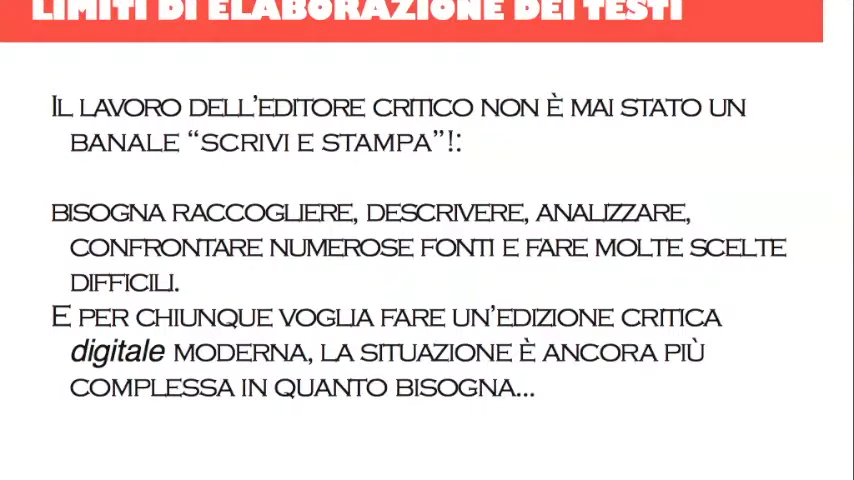 LIMITI DI ELABORAZIONE DEI TESTI
IL LAVORO DELL’EDITORE CRITICO NON È MAI STATO UN
BANALE “SCRIVI E STAMPA”!:
BISOGNA RACCOGLIERE, DESCRIVERE, ANALIZZARE,
CONFRONTARE NUMEROSE FONTI E FARE MOLTE SCELTE
DIFFICILI.
E PER CHIUNQUE VOGLIA FARE UN’EDIZIONE CRITICA
digitale MODERNA, LA SITUAZIONE È ANCORA PIÙ
COMPLESSA IN QUANTO BISOGNA...